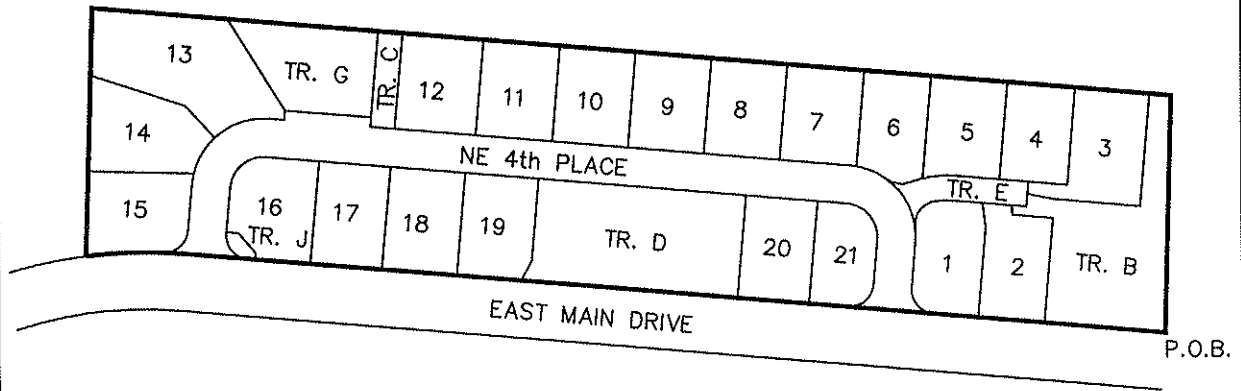 13
TR. G
TR. C
12
11
10
9
8
7
6
5
4
3
14
NE 4th PLACE
TR. E
15
16
TR. J
17
18
19
TR. D
20
21
1
2
TR. B
EAST MAIN DRIVE
P.O.B.